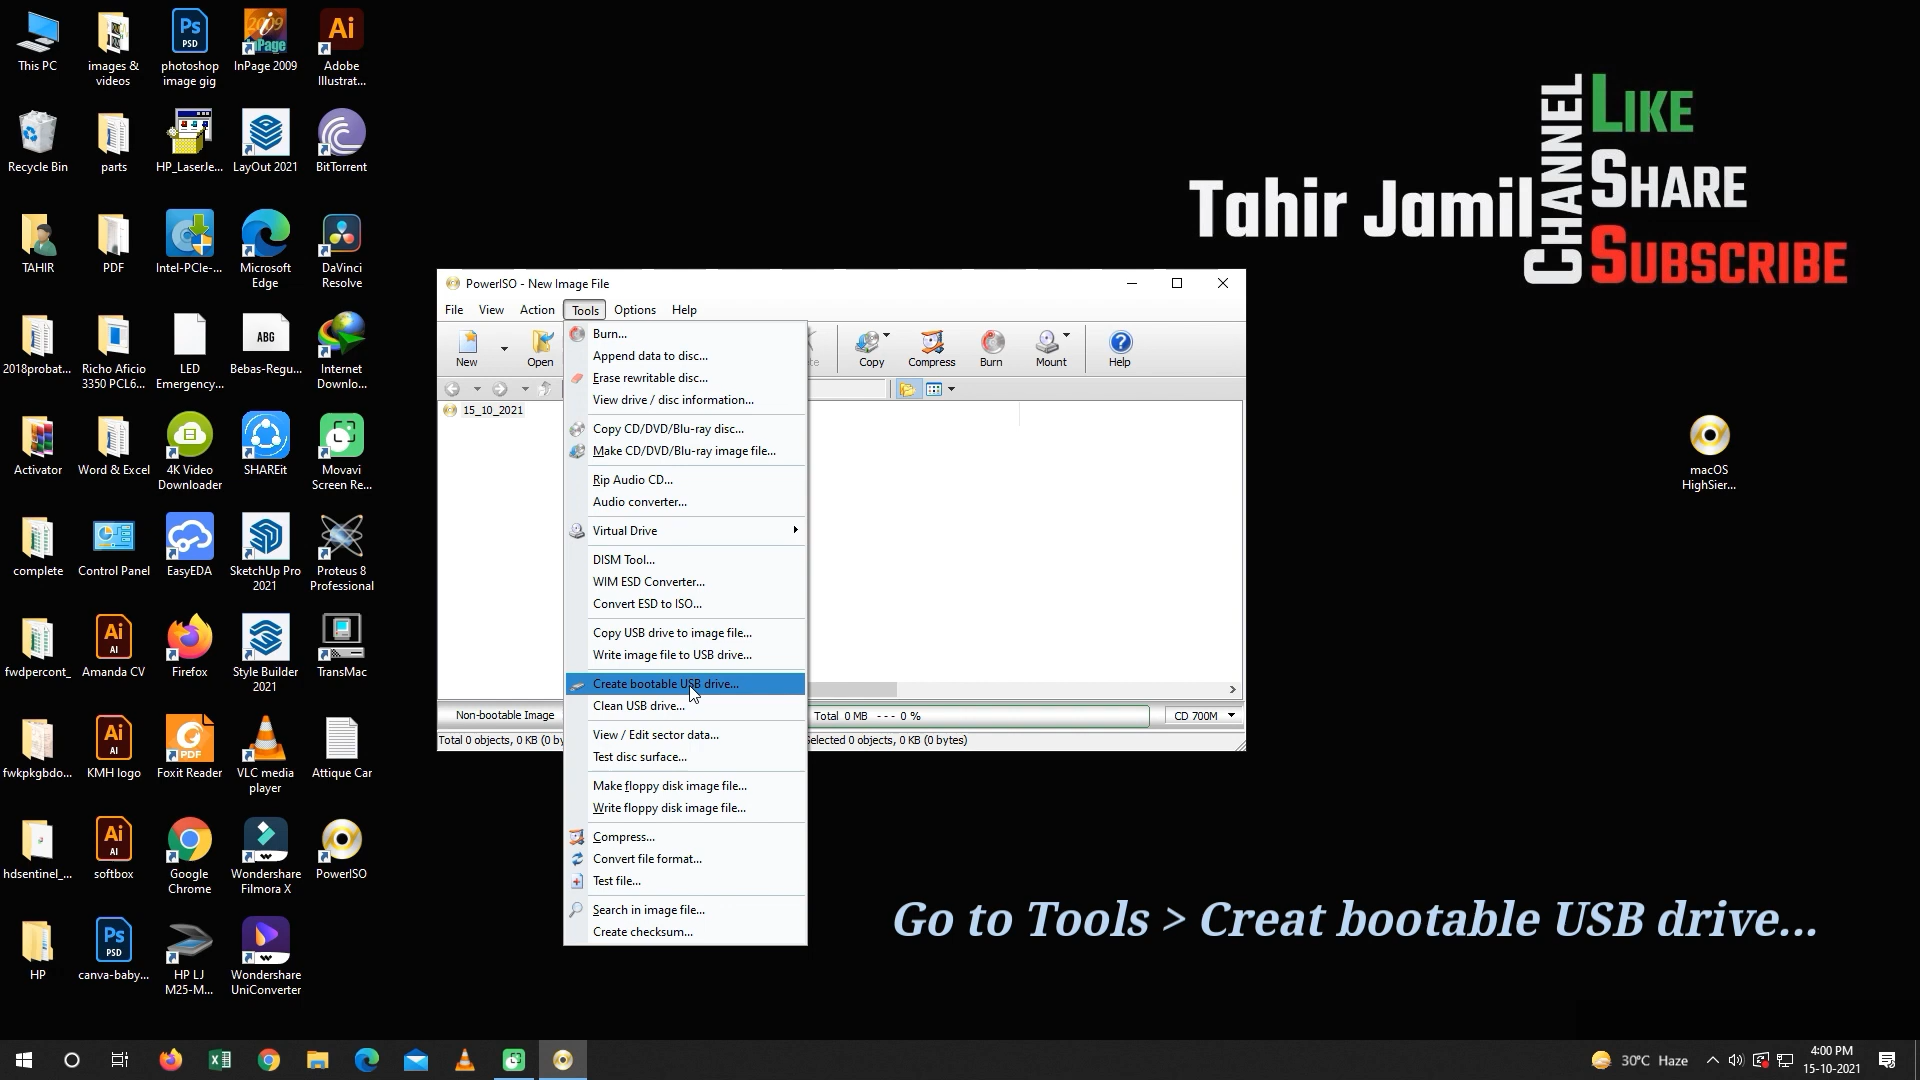 This PC
images &
videos
photoshop
image gig
InPage 2009
Adobe
Illustrat...
Recycle Bin
parts
HP_LaserJe...
LayOut 2021
BitTorrent
TAHIR
PDF
Intel-PCIe-...
Microsoft
Edge
DaVinci
Resolve
2018probat...
Richo Aficio
3350 PCL6...
LED
Emergency...
ABG
Bebas-Regu...
Internet
Downlo...
Activator
Word & Excel
4K Video
Downloader
SHAREit
Movavi
Screen Re...
complete
Control Panel
EasyEDA
SketchUp Pro
2021
Proteus 8
Professional
fwdpercont_
Amanda CV
Firefox
Style Builder
2021
TransMac
fwkpkgbdo...
KMH logo
Foxit Reader
VLC media
player
Attique Car
hdsentinel_...
softbox
Google
Chrome
Wondershare
Filmora X
PowerISO
HP
canva-baby...
HP LJ
M25-M...
Wondershare
UniConverter
Tahir Jamil
CHANNEL
LIKE
SHARE
SUBSCRIBE
macOS
HighSier...
PowerISO - New Image File
File View Action Tools Options Help
New Open Copy Compress Burn Mount Help
15_10_2021
Burn...
Append data to disc...
Erase rewritable disc...
View drive / disc information...
Copy CD/DVD/Blu-ray disc...
Make CD/DVD/Blu-ray image file...
Rip Audio CD...
Audio converter...
Virtual Drive
DISM Tool...
WIM ESD Converter...
Convert ESD to ISO...
Copy USB drive to image file...
Write image file to USB drive...
Create bootable USB drive...
Clean USB drive...
View / Edit sector data...
Test disc surface...
Make floppy disk image file...
Write floppy disk image file...
Compress...
Convert file format...
Test file...
Search in image file...
Create checksum...
Non-bootable Image
Total 0 MB --- 0 %
CD 700M
Total 0 objects, 0 KB (0 by
Selected 0 objects, 0 KB (0 bytes)
Go to Tools > Creat bootable USB drive...
30°C Haze
4:00 PM
15-10-2021